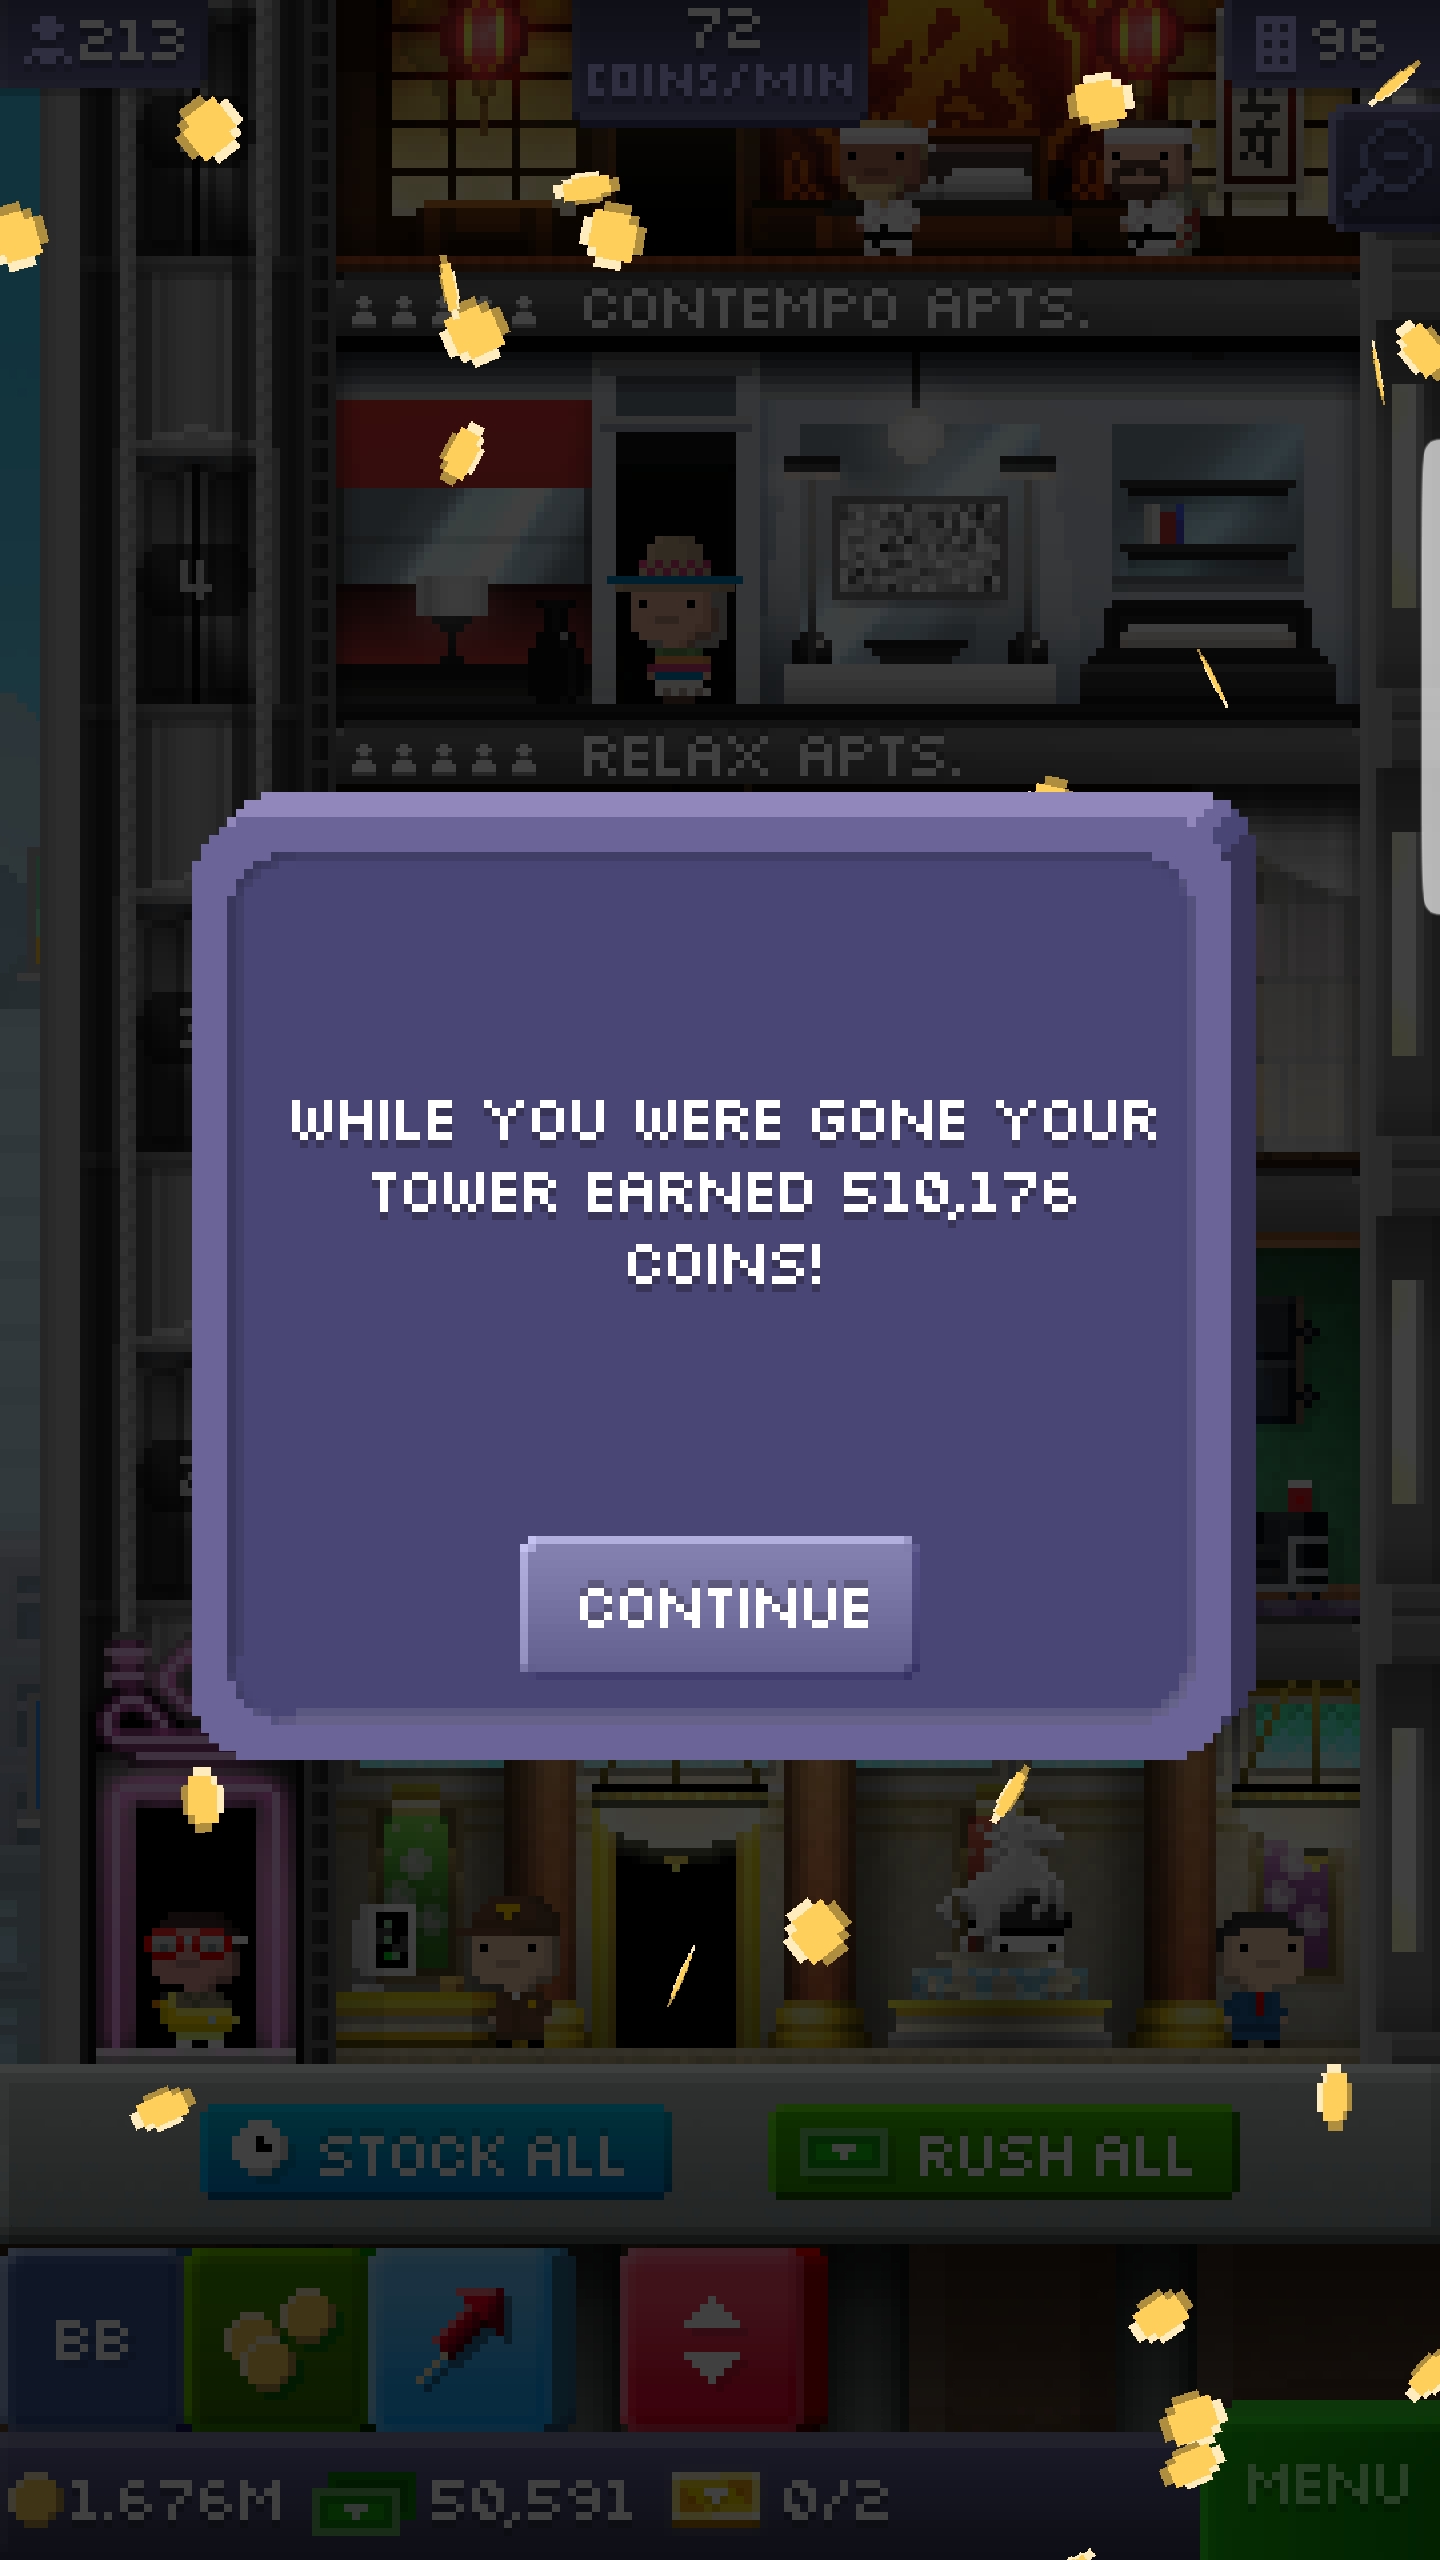 213
72
COINS/MIN
96
CONTEMPO APTS.
4
RELAX APTS.
WHILE YOU WERE GONE YOUR
TOWER EARNED 510,176
COINS!
CONTINUE
STOCK ALL
RUSH ALL
BB
1.676M
50,591
0/2
MENU